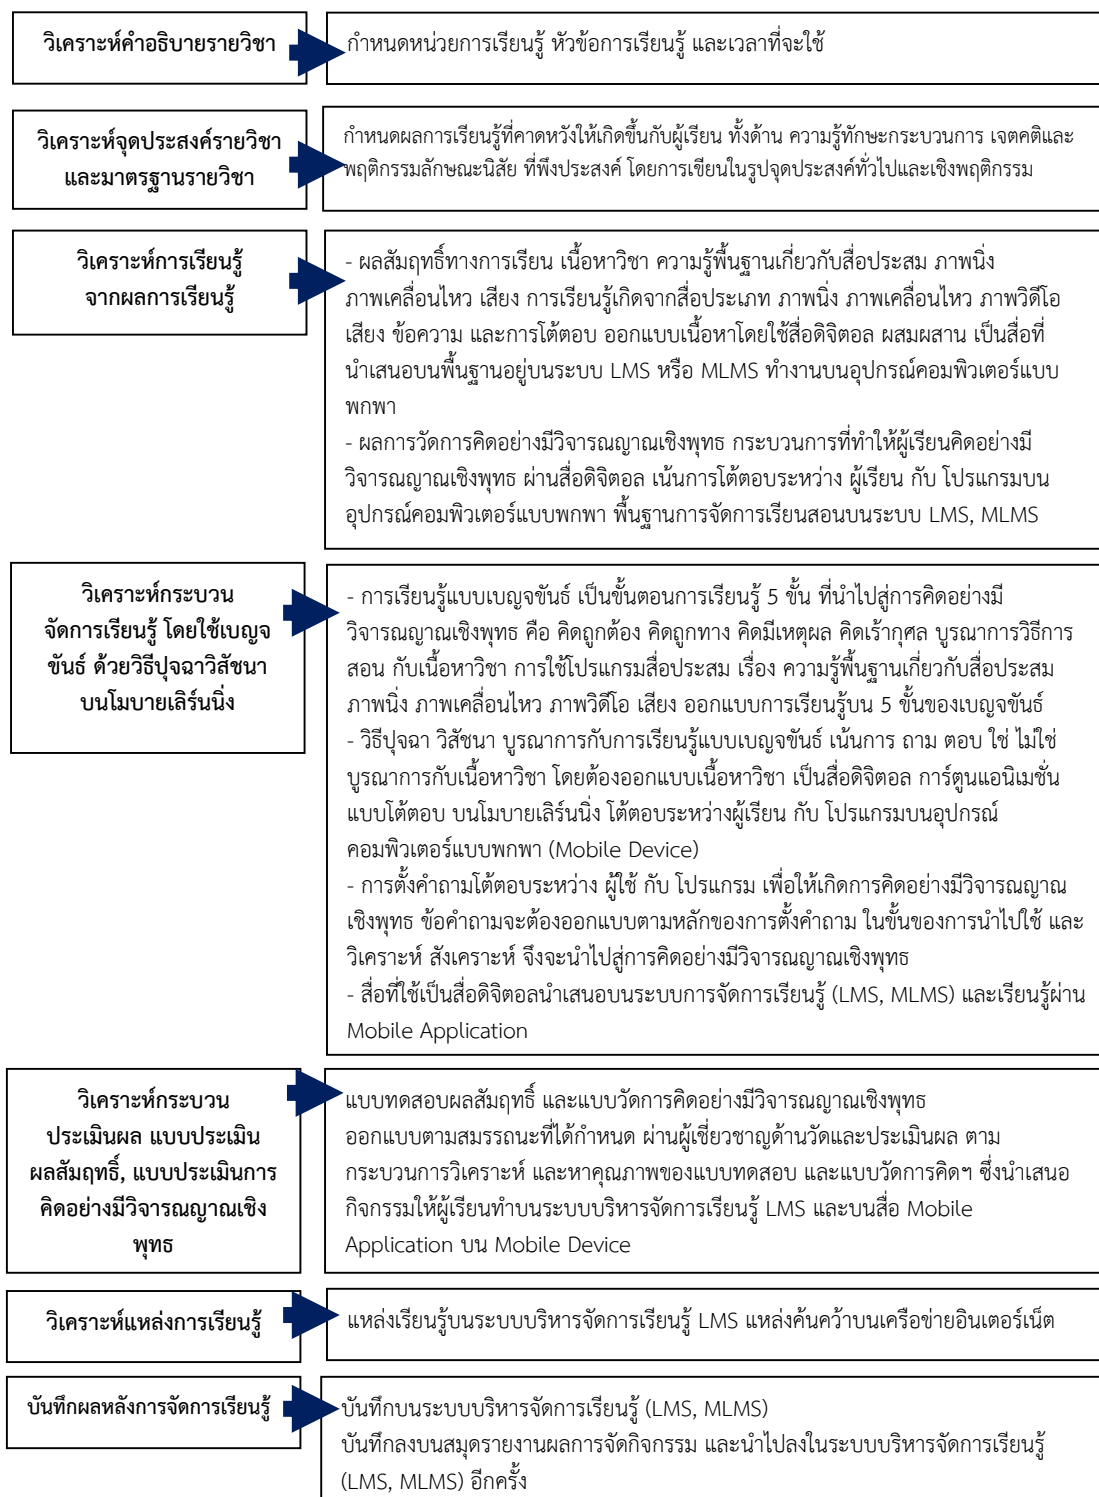 วิเคราะห์คำอธิบายรายวิชา
กำหนดหน่วยการเรียนรู้ หัวข้อการเรียนรู้ และเวลาที่จะใช้
วิเคราะห์จุดประสงค์รายวิชา
และมาตรฐานรายวิชา
กำหนดผลการเรียนรู้ที่คาดหวังให้เกิดขึ้นกับผู้เรียน ทั้งด้าน ความรู้ทักษะกระบวนการ เจตคติและ
พฤติกรรมลักษณะนิสัย ที่พึงประสงค์ โดยการเขียนในรูปจุดประสงค์ทั่วไปและเชิงพฤติกรรม
วิเคราะห์การเรียนรู้
จากผลการเรียนรู้
- ผลสัมฤทธิ์ทางการเรียน เนื้อหาวิชา ความรู้พื้นฐานเกี่ยวกับสื่อประสม ภาพนิ่ง
ภาพเคลื่อนไหว เสียง การเรียนรู้เกิดจากสื่อประเภท ภาพนิ่ง ภาพเคลื่อนไหว ภาพวิดีโอ
เสียง ข้อความ และการโต้ตอบ ออกแบบเนื้อหาโดยใช้สื่อดิจิตอล ผสมผสาน เป็นสื่อที่
นำเสนอบนพื้นฐานอยู่บนระบบ LMS หรือ MLMS ทำงานบนอุปกรณ์คอมพิวเตอร์แบบ
พกพา
- ผลการวัดการคิดอย่างมีวิจารณญาณเชิงพุทธ กระบวนการที่ทำให้ผู้เรียนคิดอย่างมี
วิจารณญาณเชิงพุทธ ผ่านสื่อดิจิตอล เน้นการโต้ตอบระหว่าง ผู้เรียน กับ โปรแกรมบน
อุปกรณ์คอมพิวเตอร์แบบพกพา พื้นฐานการจัดการเรียนสอนบนระบบ LMS, MLMS
วิเคราะห์กระบวน
จัดการเรียนรู้ โดยใช้เบญจ
ขันธ์ ด้วยวิธีปุจฉาวิสัชนา
บนโมบายเลิร์นนิ่ง
- การเรียนรู้แบบเบญจขันธ์ เป็นขั้นตอนการเรียนรู้ 5 ขั้น ที่นำไปสู่การคิดอย่างมี
วิจารณญาณเชิงพุทธ คือ คิดถูกต้อง คิดถูกทาง คิดมีเหตุผล คิดเร้ากุศล บูรณาการวิธีการ
สอน กับเนื้อหาวิชา การใช้โปรแกรมสื่อประสม เรื่อง ความรู้พื้นฐานเกี่ยวกับสื่อประสม
ภาพนิ่ง ภาพเคลื่อนไหว ภาพวิดีโอ เสียง ออกแบบการเรียนรู้บน 5 ขั้นของเบญจขันธ์
- วิธีปุจฉา วิสัชนา บูรณาการกับการเรียนรู้แบบเบญจขันธ์ เน้นการ ถาม ตอบ ใช่ ไม่ใช่
บูรณาการกับเนื้อหาวิชา โดยต้องออกแบบเนื้อหาวิชา เป็นสื่อดิจิตอล การ์ตูนแอนิเมชั่น
แบบโต้ตอบ บนโมบายเลิร์นนิ่ง โต้ตอบระหว่างผู้เรียน กับ โปรแกรมบนอุปกรณ์
คอมพิวเตอร์แบบพกพา (Mobile Device)
- การตั้งคำถามโต้ตอบระหว่าง ผู้ใช้ กับ โปรแกรม เพื่อให้เกิดการคิดอย่างมีวิจารณญาณ
เชิงพุทธ ข้อคำถามจะต้องออกแบบตามหลักของการตั้งคำถาม ในขั้นของการนำไปใช้ และ
วิเคราะห์ สังเคราะห์ จึงจะนำไปสู่การคิดอย่างมีวิจารณญาณเชิงพุทธ
- สื่อที่ใช้เป็นสื่อดิจิตอลนำเสนอบนระบบการจัดการเรียนรู้ (LMS, MLMS) และเรียนรู้ผ่าน
Mobile Application
วิเคราะห์กระบวน
ประเมินผล แบบประเมิน
ผลสัมฤทธิ์, แบบประเมินการ
คิดอย่างมีวิจารณญาณเชิง
พุทธ
แบบทดสอบผลสัมฤทธิ์ และแบบวัดการคิดอย่างมีวิจารณญาณเชิงพุทธ
ออกแบบตามสมรรถนะที่ได้กำหนด ผ่านผู้เชี่ยวชาญด้านวัดและประเมินผล ตาม
กระบวนการวิเคราะห์ และหาคุณภาพของแบบทดสอบ และแบบวัดการคิดฯ ซึ่งนำเสนอ
กิจกรรมให้ผู้เรียนทำบนระบบบริหารจัดการเรียนรู้ LMS และบนสื่อ Mobile
Application บน Mobile Device
วิเคราะห์แหล่งการเรียนรู้
แหล่งเรียนรู้บนระบบบริหารจัดการเรียนรู้ LMS แหล่งค้นคว้าบนเครือข่ายอินเตอร์เน็ต
บันทึกผลหลังการจัดการเรียนรู้
บันทึกบนระบบบริหารจัดการเรียนรู้ (LMS, MLMS)
บันทึกลงบนสมุดรายงานผลการจัดกิจกรรม และนำไปลงในระบบบริหารจัดการเรียนรู้
(LMS, MLMS) อีกครั้ง